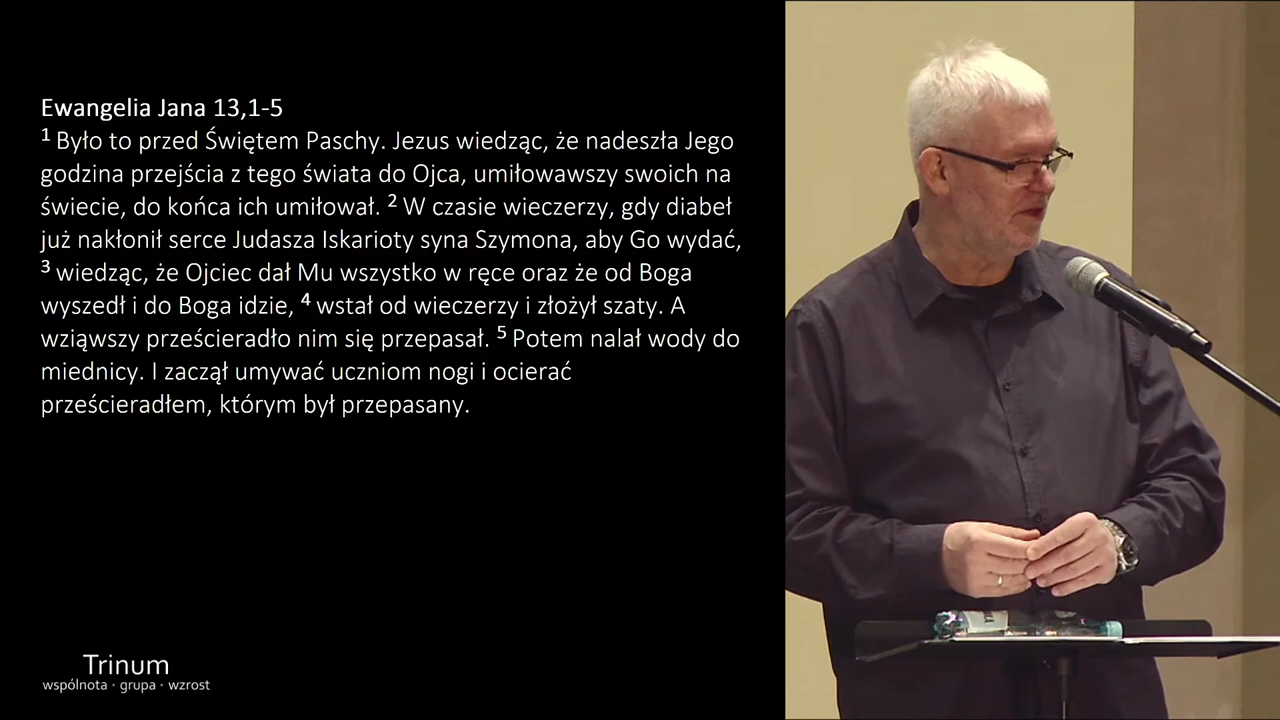 Ewangelia Jana 13,1-5
1 Było to przed Świętem Paschy. Jezus wiedząc, że nadeszła Jego
godzina przejścia z tego świata do Ojca, umiłowawszy swoich na
świecie, do końca ich umiłował. 2 W czasie wieczerzy, gdy diabeł
już nakłonił serce Judasza Iskarioty syna Szymona, aby Go wydać,
3 wiedząc, że Ojciec dał Mu wszystko w ręce oraz że od Boga
wyszedł i do Boga idzie, 4 wstał od wieczerzy i złożył szaty. A
wziąwszy prześcieradło nim się przepasał. 5 Potem nalał wody do
miednicy. I zaczął umywać uczniom nogi i ocierać
prześcieradłem, którym był przepasany.
Trinum
wspólnota · grupa · wzrost